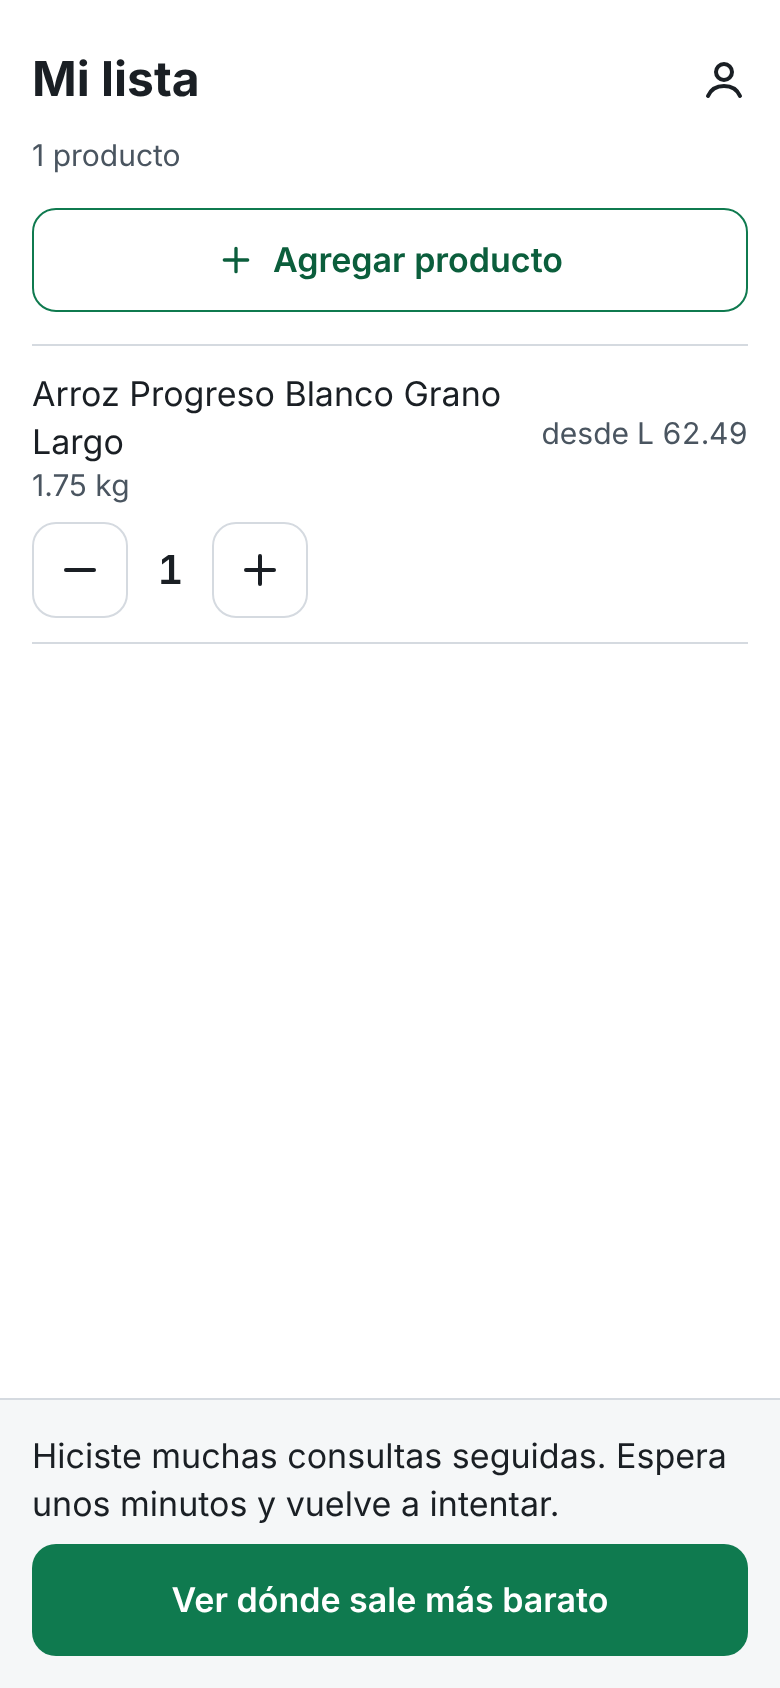 Mi lista
1 producto
+ Agregar producto
Arroz Progreso Blanco Grano
Largo
desde L 62.49
1.75 kg
− 1 +
Hiciste muchas consultas seguidas. Espera
unos minutos y vuelve a intentar.
Ver dónde sale más barato